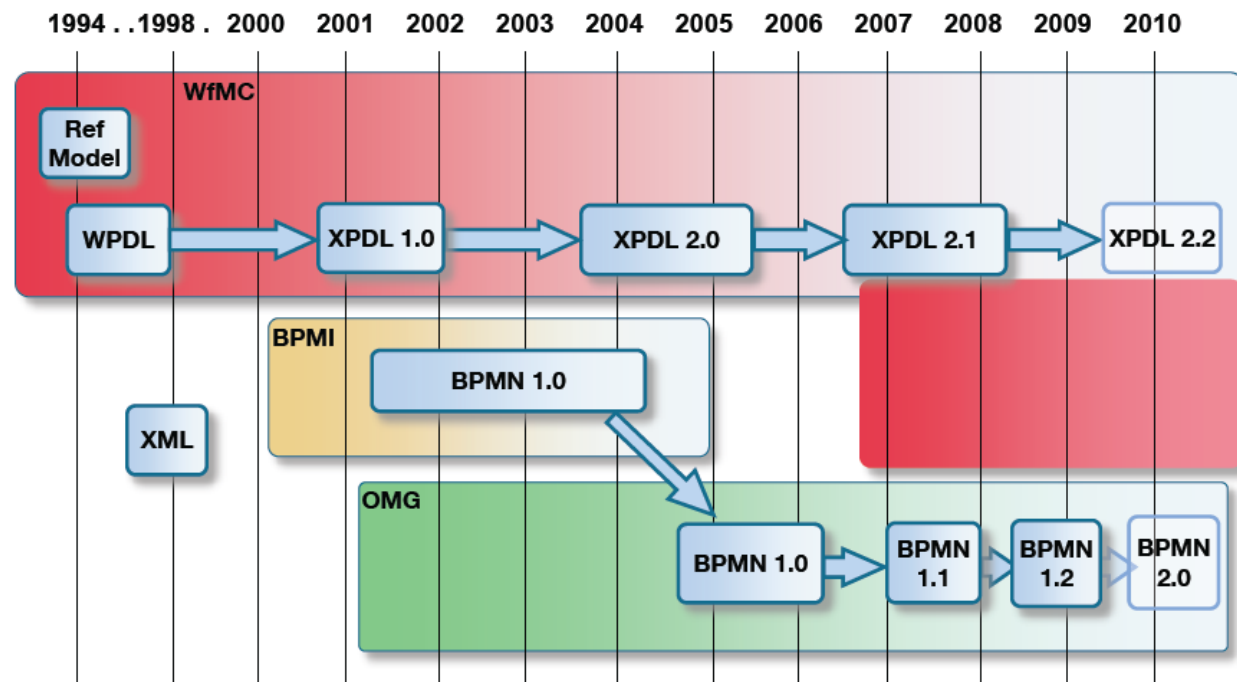 1994 . . 1998 . 2000 2001 2002 2003 2004 2005 2006 2007 2008 2009 2010
WfMC
Ref
Model
WPDL XPDL 1.0 XPDL 2.0 XPDL 2.1 XPDL 2.2
BPMI
BPMN 1.0
XML
OMG
BPMN 1.0
BPMN
1.1
BPMN
1.2
BPMN
2.0